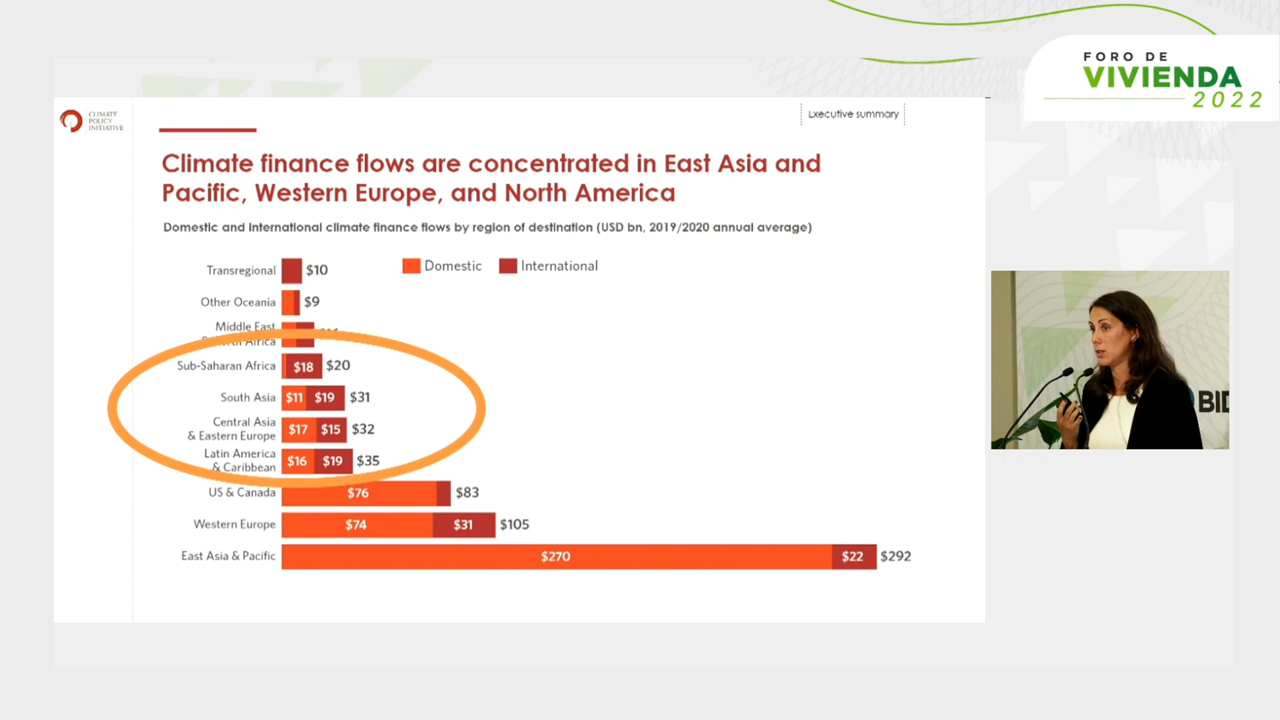 FORO DE
VIVIENDA
2022
CLIMATE
POLICY
INITIATIVE
Executive summary
Climate finance flows are concentrated in East Asia and
Pacific, Western Europe, and North America
Domestic and international climate finance flows by region of destination (USD bn, 2019/2020 annual average)
Domestic International
Transregional $10
Other Oceania $9
Middle East
Africa
Sub-Saharan Africa $18 $20
South Asia $11 $19 $31
Central Asia
& Eastern Europe $17 $15 $32
Latin America
& Caribbean $16 $19 $35
US & Canada $76 $83
Western Europe $74 $31 $105
East Asia & Pacific $270 $22 $292
BID